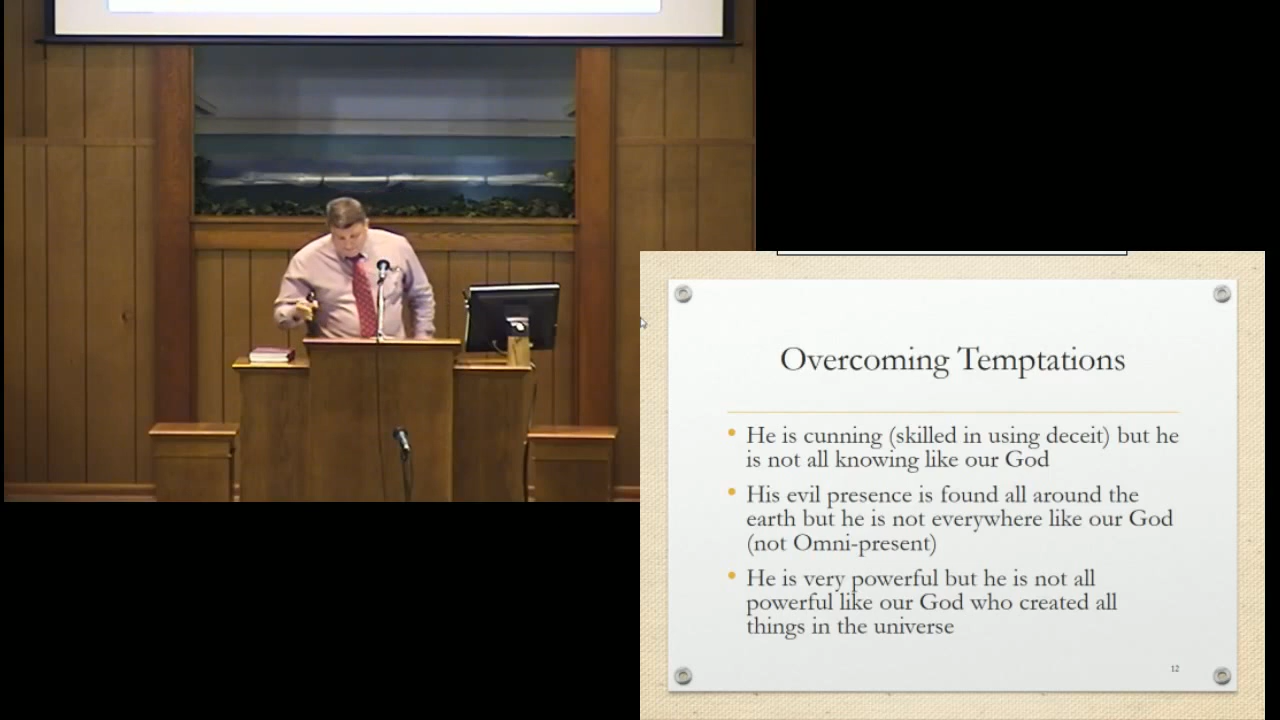 Overcoming Temptations
• He is cunning (skilled in using deceit) but he
is not all knowing like our God
• His evil presence is found all around the
earth but he is not everywhere like our God
(not Omni-present)
• He is very powerful but he is not all
powerful like our God who created all
things in the universe
12